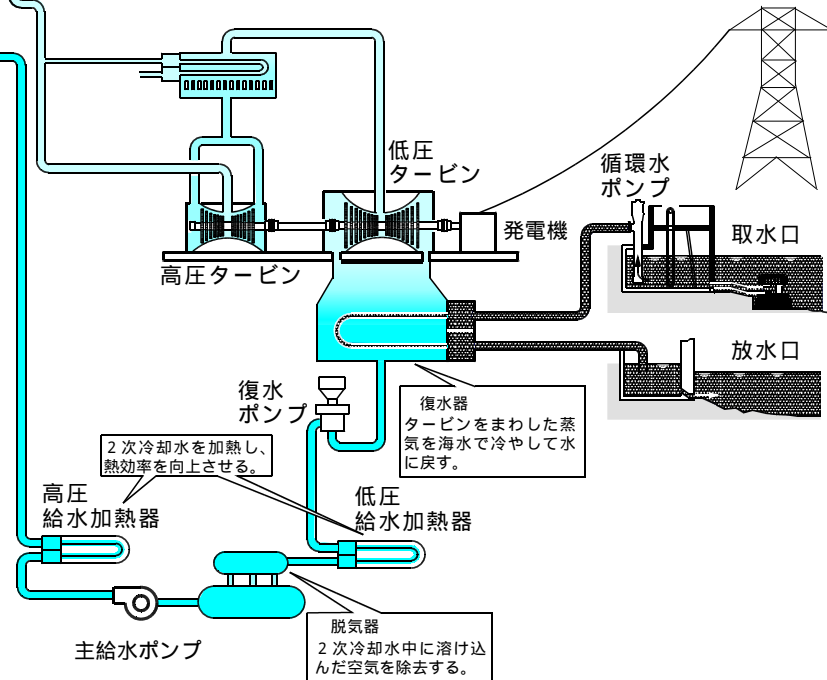 低圧
タービン
循環水
ポンプ
発電機
取水口
高圧タービン
放水口
復水
ポンプ
復水器
タービンをまわした蒸
気を海水で冷やして水
に戻す。
２次冷却水を加熱し、
熱効率を向上させる。
高圧
給水加熱器
低圧
給水加熱器
主給水ポンプ
脱気器
２次冷却水中に溶け込
んだ空気を除去する。